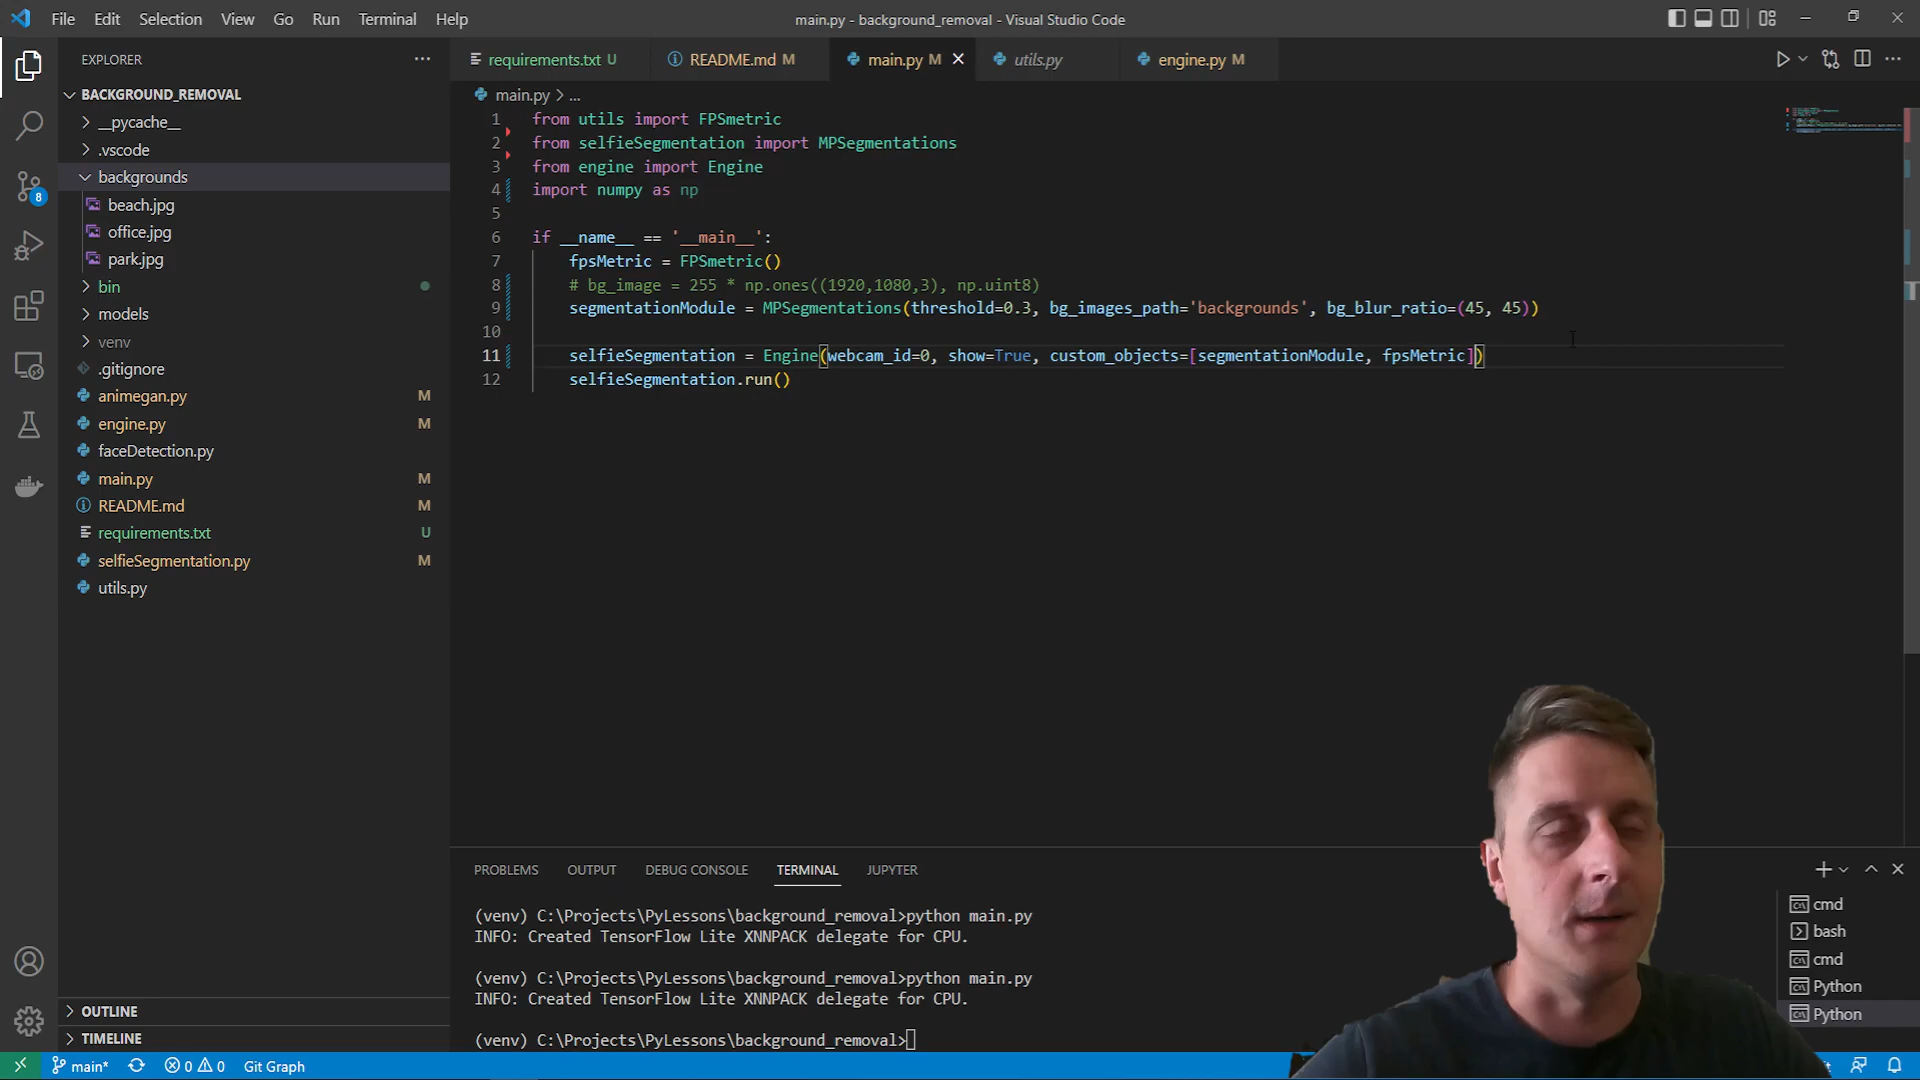 File Edit Selection View Go Run Terminal Help
main.py - background_removal - Visual Studio Code
EXPLORER
BACKGROUND_REMOVAL
__pycache__
.vscode
backgrounds
beach.jpg
office.jpg
park.jpg
bin
models
venv
.gitignore
animegan.py M
engine.py M
faceDetection.py
main.py M
README.md M
requirements.txt U
selfieSegmentation.py M
utils.py
OUTLINE
TIMELINE
8
requirements.txt U README.md M main.py M utils.py engine.py M
main.py > ...
1 from utils import FPSmetric
2 from selfieSegmentation import MPSegmentations
3 from engine import Engine
4 import numpy as np
5
6 if __name__ == '__main__':
7 fpsMetric = FPSmetric()
8 # bg_image = 255 * np.ones((1920,1080,3), np.uint8)
9 segmentationModule = MPSegmentations(threshold=0.3, bg_images_path='backgrounds', bg_blur_ratio=(45, 45))
10
11 selfieSegmentation = Engine(webcam_id=0, show=True, custom_objects=[segmentationModule, fpsMetric])
12 selfieSegmentation.run()
PROBLEMS OUTPUT DEBUG CONSOLE TERMINAL JUPYTER
(venv) C:\Projects\PyLessons\background_removal>python main.py
INFO: Created TensorFlow Lite XNNPACK delegate for CPU.
(venv) C:\Projects\PyLessons\background_removal>python main.py
INFO: Created TensorFlow Lite XNNPACK delegate for CPU.
(venv) C:\Projects\PyLessons\background_removal>
cmd
bash
cmd
Python
Python
main* 0 0 Git Graph